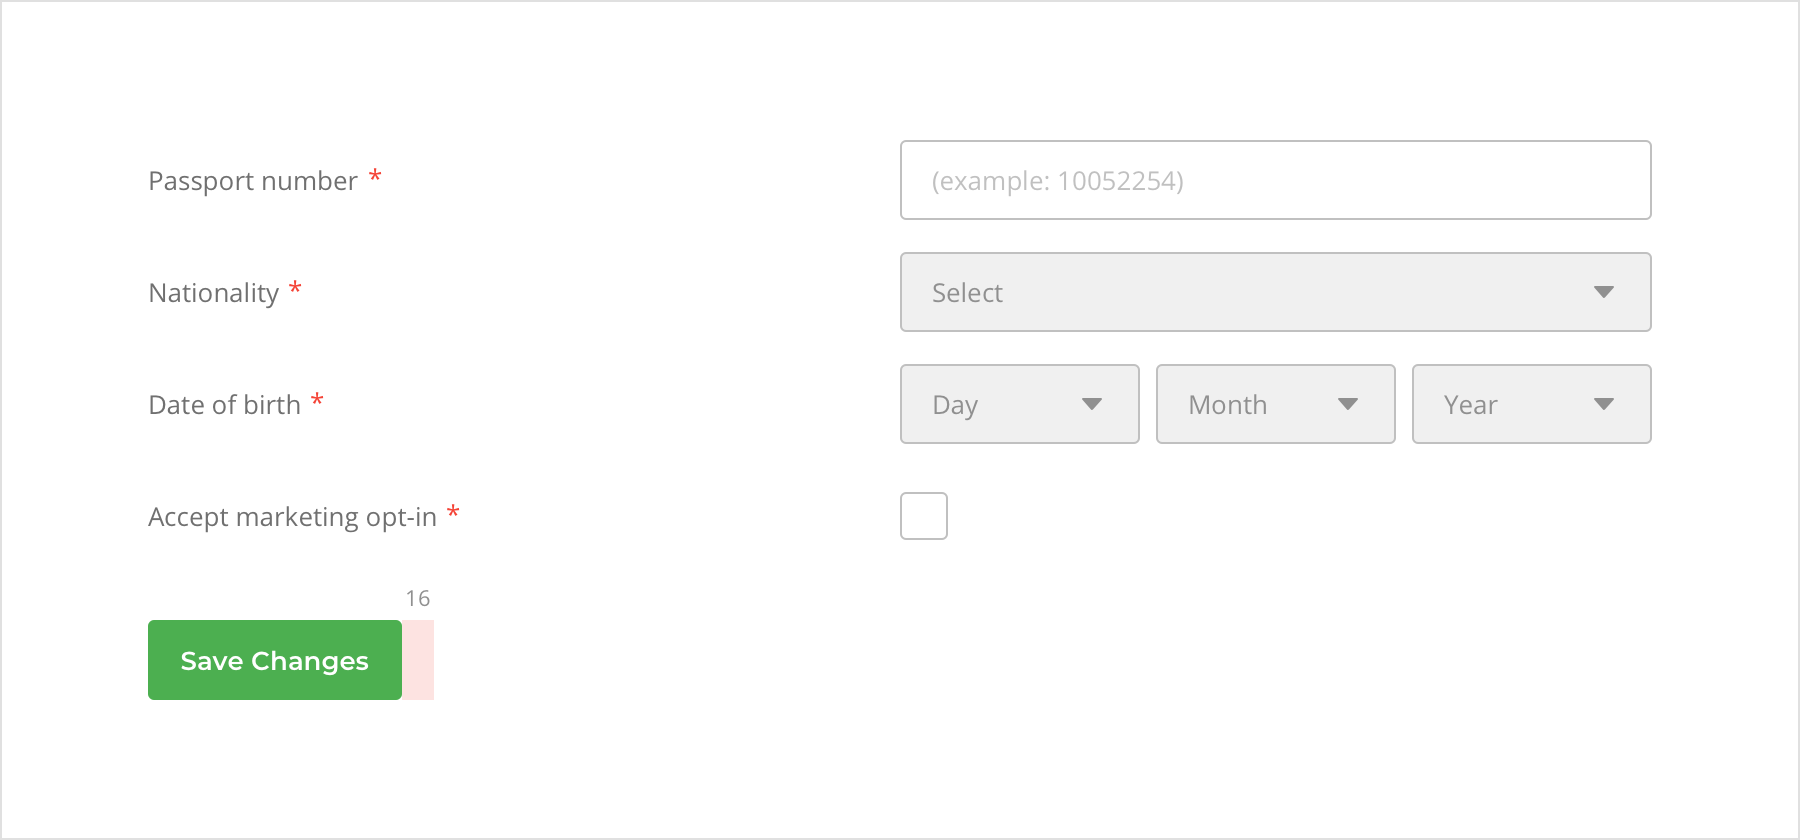 Passport number *
(example: 10052254)
Nationality *
Select
Date of birth *
Day
Month
Year
Accept marketing opt-in *
16
Save Changes